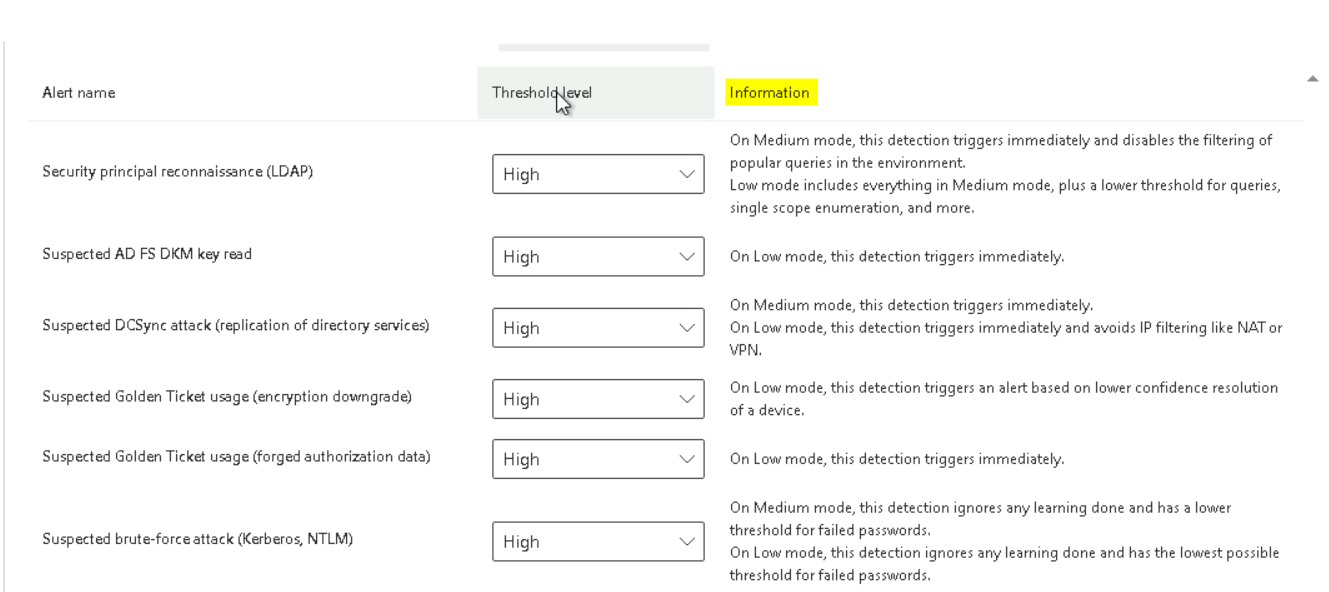 Alert name
Threshold level
Information
Security principal reconnaissance (LDAP)
High
On Medium mode, this detection triggers immediately and disables the filtering of
popular queries in the environment.
Low mode includes everything in Medium mode, plus a lower threshold for queries,
single scope enumeration, and more.
Suspected AD FS DKM key read
High
On Low mode, this detection triggers immediately.
Suspected DCSync attack (replication of directory services)
High
On Medium mode, this detection triggers immediately.
On Low mode, this detection triggers immediately and avoids IP filtering like NAT or
VPN.
Suspected Golden Ticket usage (encryption downgrade)
High
On Low mode, this detection triggers an alert based on lower confidence resolution
of a device.
Suspected Golden Ticket usage (forged authorization data)
High
On Low mode, this detection triggers immediately.
Suspected brute-force attack (Kerberos, NTLM)
High
On Medium mode, this detection ignores any learning done and has a lower
threshold for failed passwords.
On Low mode, this detection ignores any learning done and has the lowest possible
threshold for failed passwords.